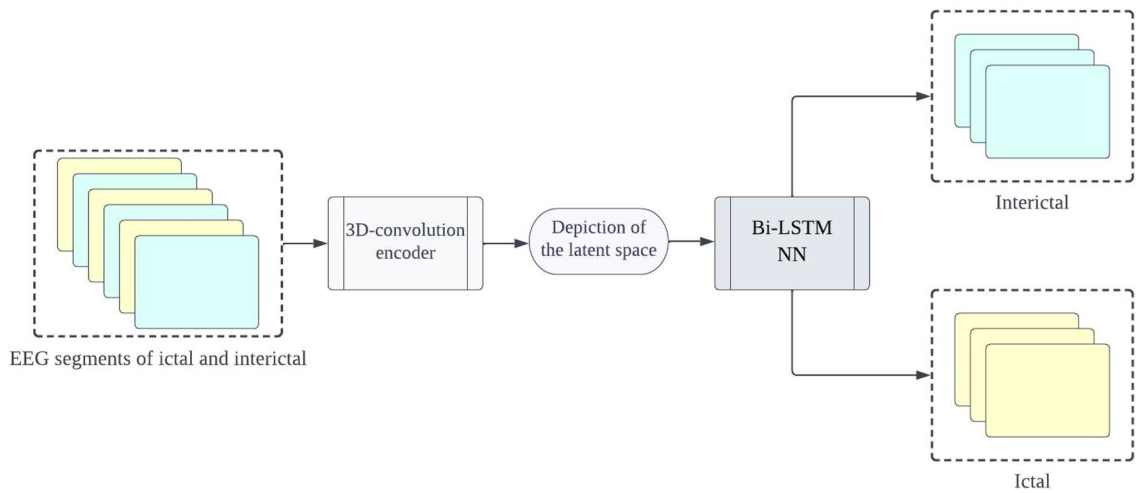 EEG segments of ictal and interictal
3D-convolution
encoder
Depiction of
the latent space
Bi-LSTM
NN
Interictal
Ictal